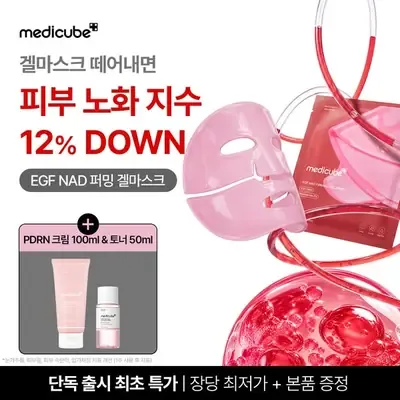 medicube
겔마스크 떼어내면
피부 노화 지수
12% DOWN
EGF NAD 퍼밍 겔마스크
medicube
+
PDRN 크림 100ml & 토너 50ml
medicube
단독 출시 최초 특가 | 장당 최저가 + 본품 증정